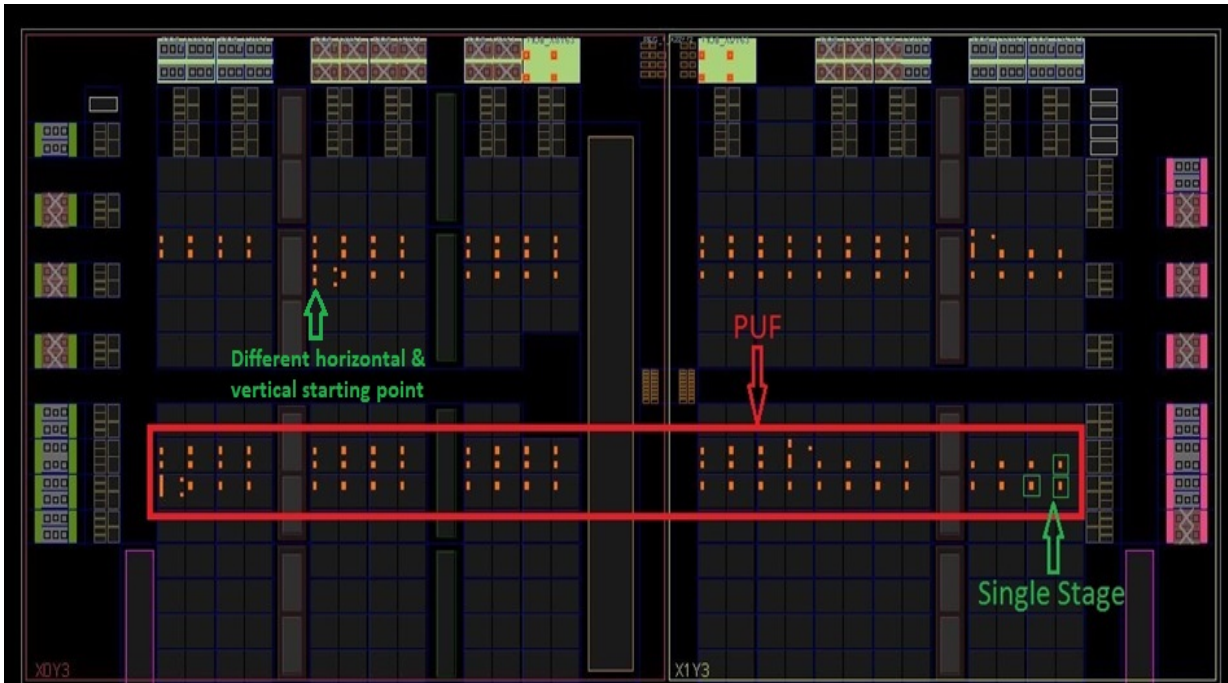 PUF
Different horizontal &
vertical starting point
Single Stage
X0Y3
X1Y3